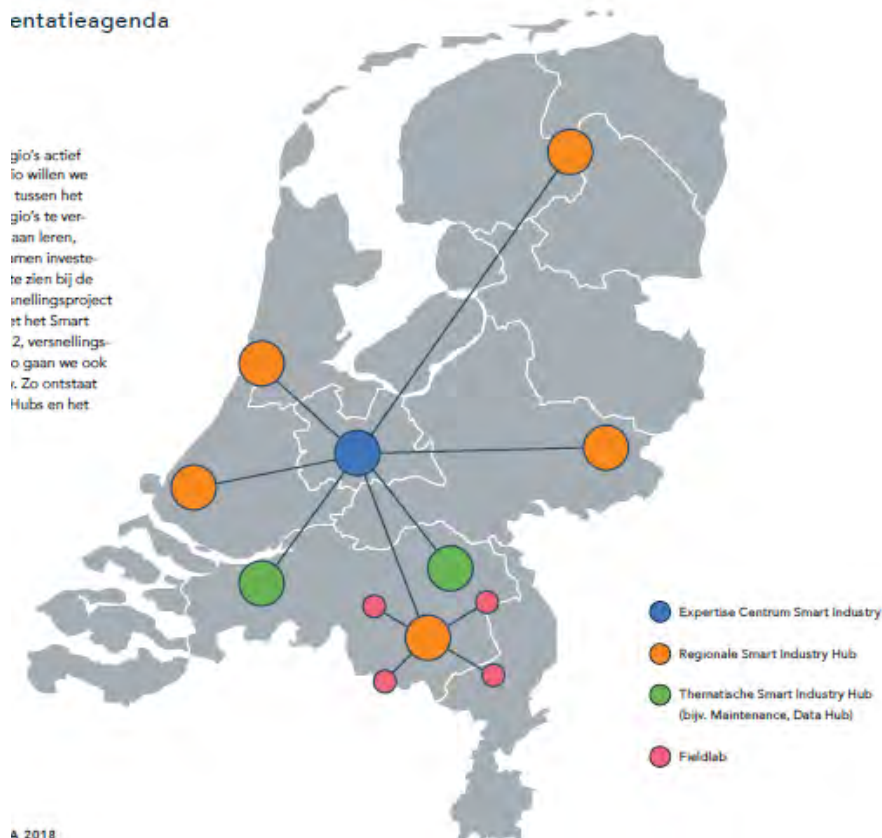 entatieagenda
gio's actief
io willen we
tussen het
gio's te ver-
aan leren,
amen investe-
te zien bij de
snellingsproject
et het Smart
2, versnellings-
o gaan we ook
. Zo ontstaat
Hubs en het
Expertise Centrum Smart Industry
Regionale Smart Industry Hub
Thematische Smart Industry Hub
(bijv. Maintenance, Data Hub)
Fieldlab
A 2018